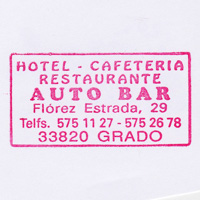 HOTEL - CAFETERIA
RESTAURANTE
AUTO BAR
Flórez Estrada, 29
Telfs. 575 11 27 - 575 26 78
33820 GRADO